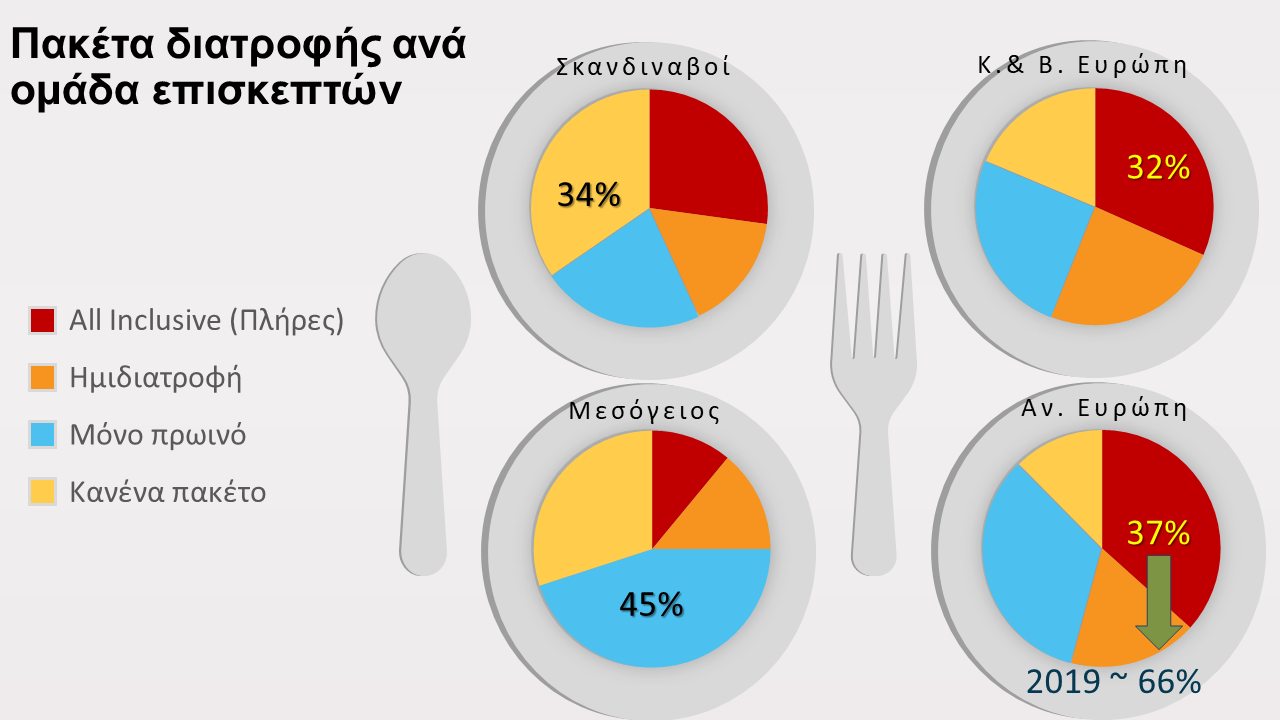 Πακέτα διατροφής ανά
ομάδα επισκεπτών
Σκανδιναβοί
34%
Κ.& Β. Ευρώπη
32%
All Inclusive (Πλήρες)
Ημιδιατροφή
Μόνο πρωινό
Κανένα πακέτο
Μεσόγειος
45%
Αν. Ευρώπη
37%
2019 ~ 66%